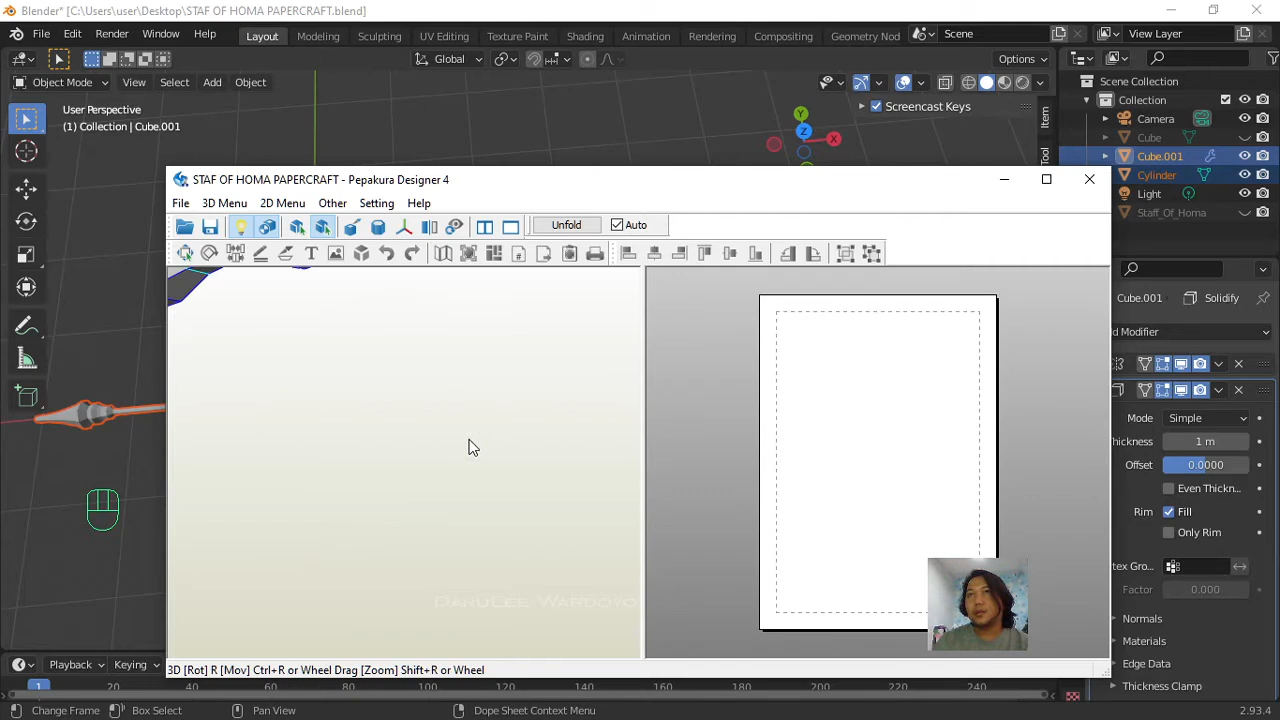 Blender* [C:\Users\user\Desktop\STAF OF HOMA PAPERCRAFT.blend]
File Edit Render Window Help Layout Modeling Sculpting UV Editing Texture Paint Shading Animation Rendering Compositing Geometry Nod Scene View Layer
Global Options
Object Mode View Select Add Object
User Perspective
(1) Collection | Cube.001
Screencast Keys
Item
Tool
Y
Z
X
Scene Collection
Collection
Camera
Cube
Cube.001
Cylinder
Light
Staff_Of_Homa
STAF OF HOMA PAPERCRAFT - Pepakura Designer 4
File 3D Menu 2D Menu Other Setting Help
Unfold Auto
DanuCee Wardoyo
3D [Rot] R [Mov] Ctrl+R or Wheel Drag [Zoom] Shift+R or Wheel
Cube.001 Solidify
d Modifier
Mode Simple
Thickness 1 m
Offset 0.0000
Even Thickn...
Rim Fill
Only Rim
tex Gro...
Factor 0.000
Normals
Materials
Edge Data
Thickness Clamp
Playback Keying
1 20 40 60 80 100 120 140 160 180 200 220 240
Change Frame Box Select Pan View Dope Sheet Context Menu 2.93.4